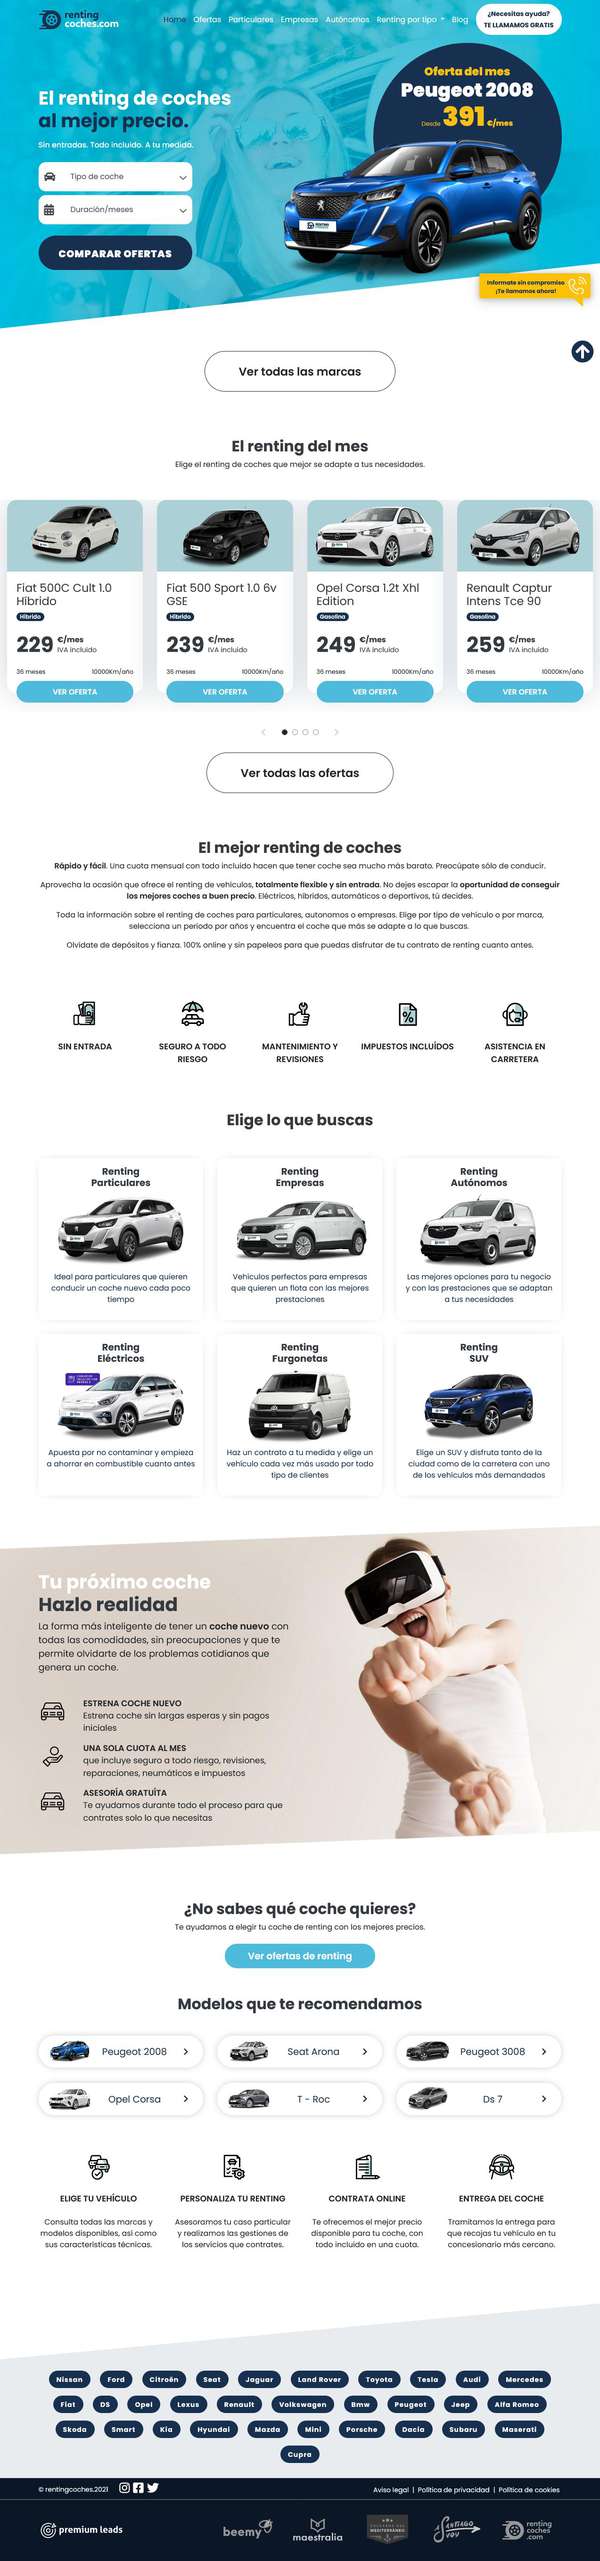 renting
coches.com
Home Ofertas Particulares Empresas Autónomos Renting por tipo Blog
¿Necesitas ayuda?
TE LLAMAMOS GRATIS
Oferta del mes
Peugeot 2008
Desde 391 €/mes
El renting de coches
al mejor precio.
Sin entradas. Todo incluido. A tu medida.
Tipo de coche
Duración/meses
COMPARAR OFERTAS
Informate sin compromiso
¡Te llamamos ahora!
Ver todas las marcas
El renting del mes
Elige el renting de coches que mejor se adapte a tus necesidades.
Fiat 500C Cult 1.0
Híbrido
Híbrido
229 €/mes
IVA incluido
36 meses 10000Km/año
VER OFERTA
Fiat 500 Sport 1.0 6v
GSE
Híbrido
239 €/mes
IVA incluido
36 meses 10000Km/año
VER OFERTA
Opel Corsa 1.2t Xhl
Edition
Gasolina
249 €/mes
IVA incluido
36 meses 10000Km/año
VER OFERTA
Renault Captur
Intens Tce 90
Gasolina
259 €/mes
IVA incluido
36 meses 10000Km/año
VER OFERTA
Ver todas las ofertas
El mejor renting de coches
Rápido y fácil. Una cuota mensual con todo incluido hacen que tener coche sea mucho más barato. Preocúpate sólo de conducir.
Aprovecha la ocasión que ofrece el renting de vehículos, totalmente flexible y sin entrada. No dejes escapar la oportunidad de conseguir
los mejores coches a buen precio. Eléctricos, híbridos, automáticos o deportivos, tú decides.
Toda la información sobre el renting de coches para particulares, autonomos o empresas. Elige por tipo de vehículo o por marca,
selecciona un período por años y encuentra el coche que más se adapte a lo que buscas.
Olvidate de depósitos y fianza. 100% online y sin papeleos para que puedas disfrutar de tu contrato de renting cuanto antes.
SIN ENTRADA
SEGURO A TODO
RIESGO
MANTENIMIENTO Y
REVISIONES
IMPUESTOS INCLUÍDOS
ASISTENCIA EN
CARRETERA
Elige lo que buscas
Renting
Particulares
Ideal para particulares que quieren
conducir un coche nuevo cada poco
tiempo
Renting
Empresas
Vehículos perfectos para empresas
que quieren un flota con las mejores
prestaciones
Renting
Autónomos
Las mejores opciones para tu negocio
y con las prestaciones que se adaptan
a tus necesidades
Renting
Eléctricos
Apuesta por no contaminar y empieza
a ahorrar en combustible cuanto antes
Renting
Furgonetas
Haz un contrato a tu medida y elige un
vehículo cada vez más usado por todo
tipo de clientes
Renting
SUV
Elige un SUV y disfruta tanto de la
ciudad como de la carretera con uno
de los vehículos más demandados
Tu próximo coche
Hazlo realidad
La forma más inteligente de tener un coche nuevo con
todas las comodidades, sin preocupaciones y que te
permite olvidarte de los problemas cotidianos que
genera un coche.
ESTRENA COCHE NUEVO
Estrena coche sin largas esperas y sin pagos
iniciales
UNA SOLA CUOTA AL MES
que incluye seguro a todo riesgo, revisiones,
reparaciones, neumáticos e impuestos
ASESORÍA GRATUÍTA
Te ayudamos durante todo el proceso para que
contrates solo lo que necesitas
¿No sabes qué coche quieres?
Te ayudamos a elegir tu coche de renting con los mejores precios.
Ver ofertas de renting
Modelos que te recomendamos
Peugeot 2008
Seat Arona
Peugeot 3008
Opel Corsa
T - Roc
Ds 7
ELIGE TU VEHÍCULO
Consulta todas las marcas y
modelos disponibles, asi como
sus características técnicas.
PERSONALIZA TU RENTING
Asesoramos tu caso particular
y realizamos las gestiones de
los servicios que contrates.
CONTRATA ONLINE
Te ofrecemos el mejor precio
disponible para tu coche, con
todo incluido en una cuota.
ENTREGA DEL COCHE
Tramitamos la entrega para
que recojas tu vehículo en tu
concesionario más cercano.
Nissan Ford Citroën Seat Jaguar Land Rover Toyota Tesla Audi Mercedes
Fiat DS Opel Lexus Renault Volkswagen Bmw Peugeot Jeep Alfa Romeo
Skoda Smart Kia Hyundai Mazda Mini Porsche Dacia Subaru Maserati
Cupra
© rentingcoches.2021
Aviso legal | Política de privacidad | Política de cookies
premium leads
beemy
maestralia
MEDITERRÁNEO
SANTIAGO
VOY
renting
coches
.com